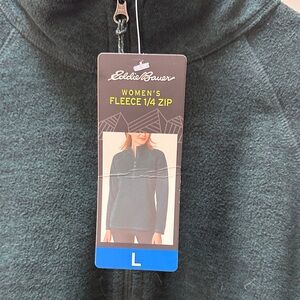 Eddie Bauer
WOMEN'S
FLEECE 1/4 ZIP
L